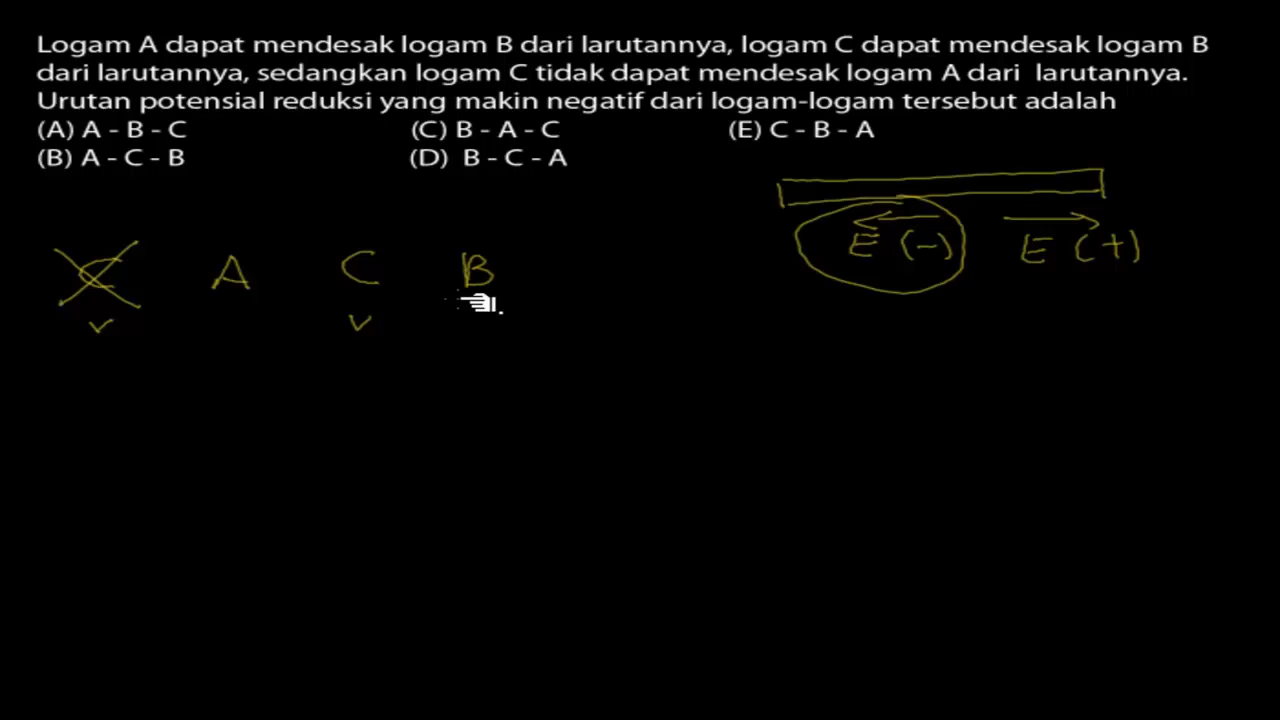 Logam A dapat mendesak logam B dari larutannya, logam C dapat mendesak logam B
dari larutannya, sedangkan logam C tidak dapat mendesak logam A dari larutannya.
Urutan potensial reduksi yang makin negatif dari logam-logam tersebut adalah
(A) A - B - C (C) B - A - C (E) C - B - A
(B) A - C - B (D) B - C - A
E (-) E (+)
C A C B